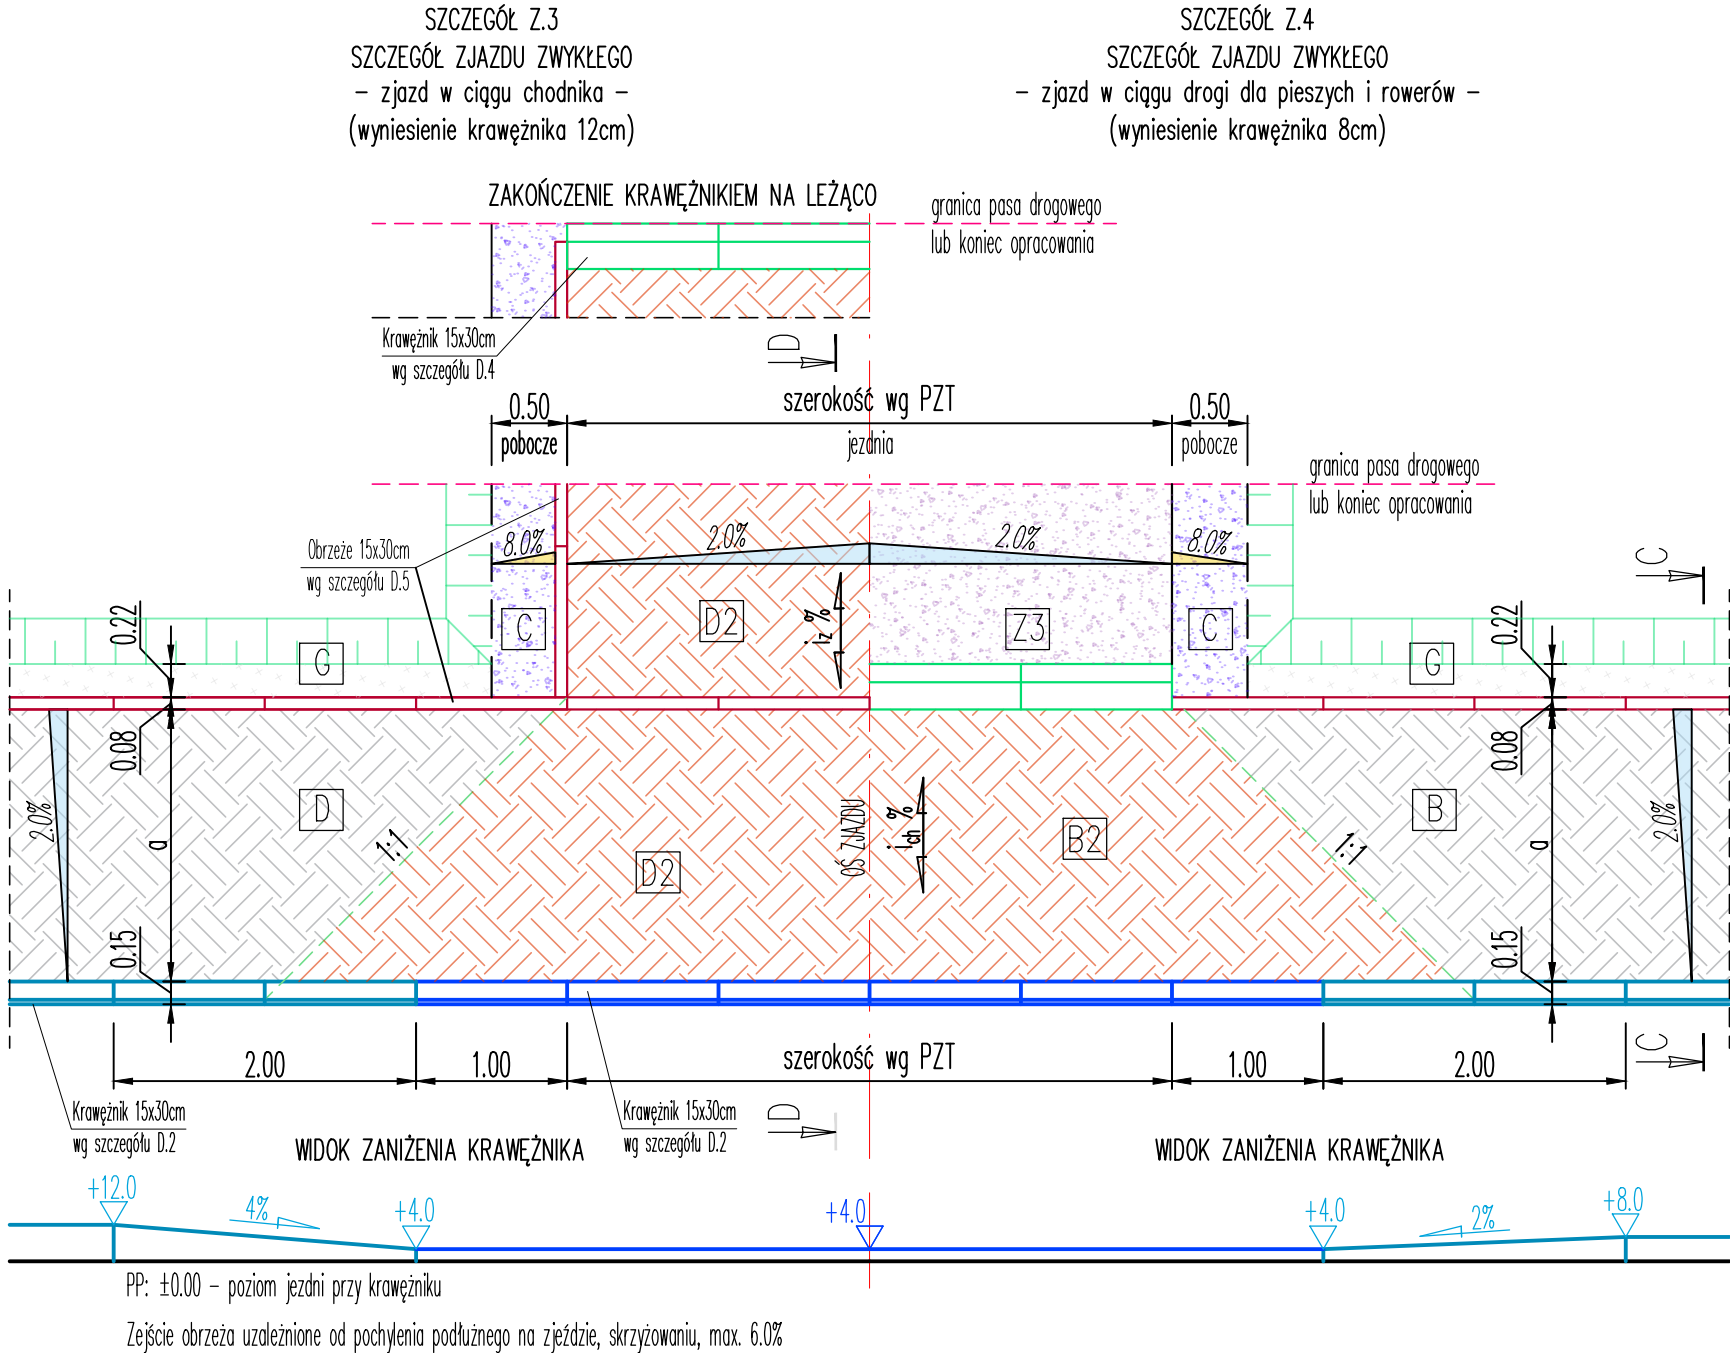 SZCZEGÓŁ Z.3
SZCZEGÓŁ ZJAZDU ZWYKŁEGO
– zjazd w ciągu chodnika –
(wyniesienie krawężnika 12cm)
SZCZEGÓŁ Z.4
SZCZEGÓŁ ZJAZDU ZWYKŁEGO
– zjazd w ciągu drogi dla pieszych i rowerów –
(wyniesienie krawężnika 8cm)
ZAKOŃCZENIE KRAWĘŻNIKIEM NA LEŻĄCO
granica pasa drogowego
lub koniec opracowania
Krawężnik 15x30cm
wg szczegółu D.4
D
0.50
szerokość wg PZT
0.50
pobocze
jezdnia
pobocze
granica pasa drogowego
lub koniec opracowania
Obrzeże 15x30cm
wg szczegółu D.5
8.0%
2.0%
2.0%
8.0%
C
0.22
C
D2
iz %
Z3
C
0.22
G
G
0.08
0.08
2.0%
D
a
1:1
D2
OŚ ZJAZDU
ich %
B2
1:1
B
a
2.0%
0.15
0.15
2.00
1.00
szerokość wg PZT
1.00
2.00
C
Krawężnik 15x30cm
wg szczegółu D.2
Krawężnik 15x30cm
wg szczegółu D.2
D
WIDOK ZANIŻENIA KRAWĘŻNIKA
WIDOK ZANIŻENIA KRAWĘŻNIKA
+12.0
4%
+4.0
+4.0
+4.0
2%
+8.0
PP: ±0.00 – poziom jezdni przy krawężniku
Zejście obrzeża uzależnione od pochylenia podłużnego na zjeździe, skrzyżowaniu, max. 6.0%